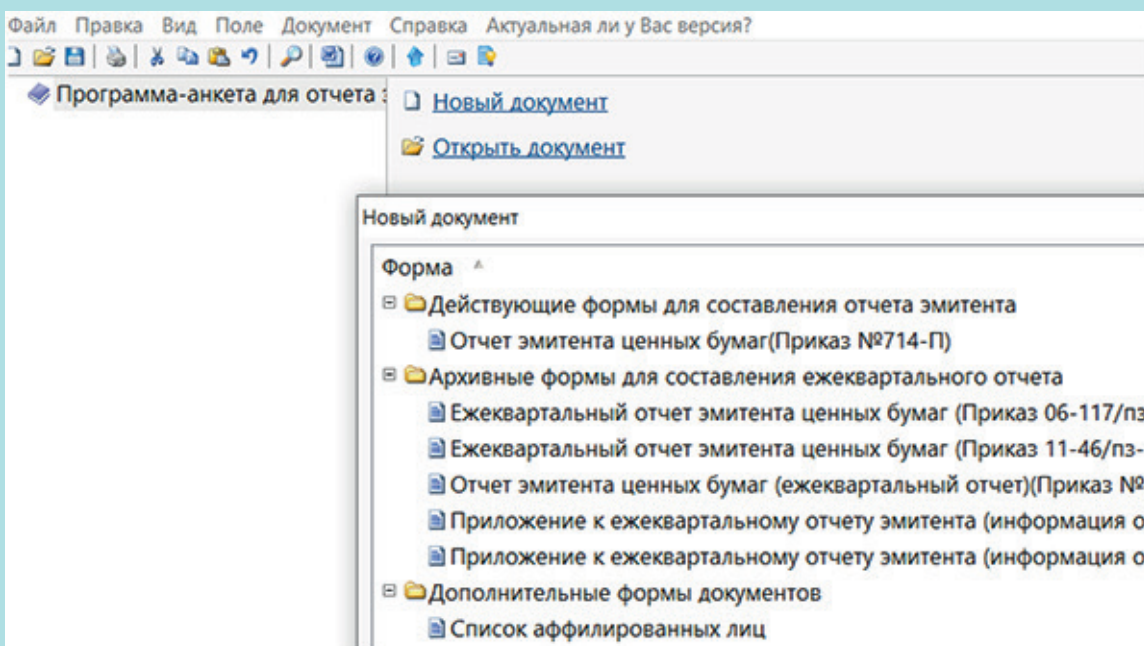 Файл Правка Вид Поле Документ Справка Актуальная ли у Вас версия?
Программа-анкета для отчета
Новый документ
Открыть документ
Новый документ
Форма
Действующие формы для составления отчета эмитента
Отчет эмитента ценных бумаг(Приказ №714-П)
Архивные формы для составления ежеквартального отчета
Ежеквартальный отчет эмитента ценных бумаг (Приказ 06-117/пз
Ежеквартальный отчет эмитента ценных бумаг (Приказ 11-46/пз-
Отчет эмитента ценных бумаг (ежеквартальный отчет)(Приказ №
Приложение к ежеквартальному отчету эмитента (информация о
Приложение к ежеквартальному отчету эмитента (информация о
Дополнительные формы документов
Список аффилированных лиц